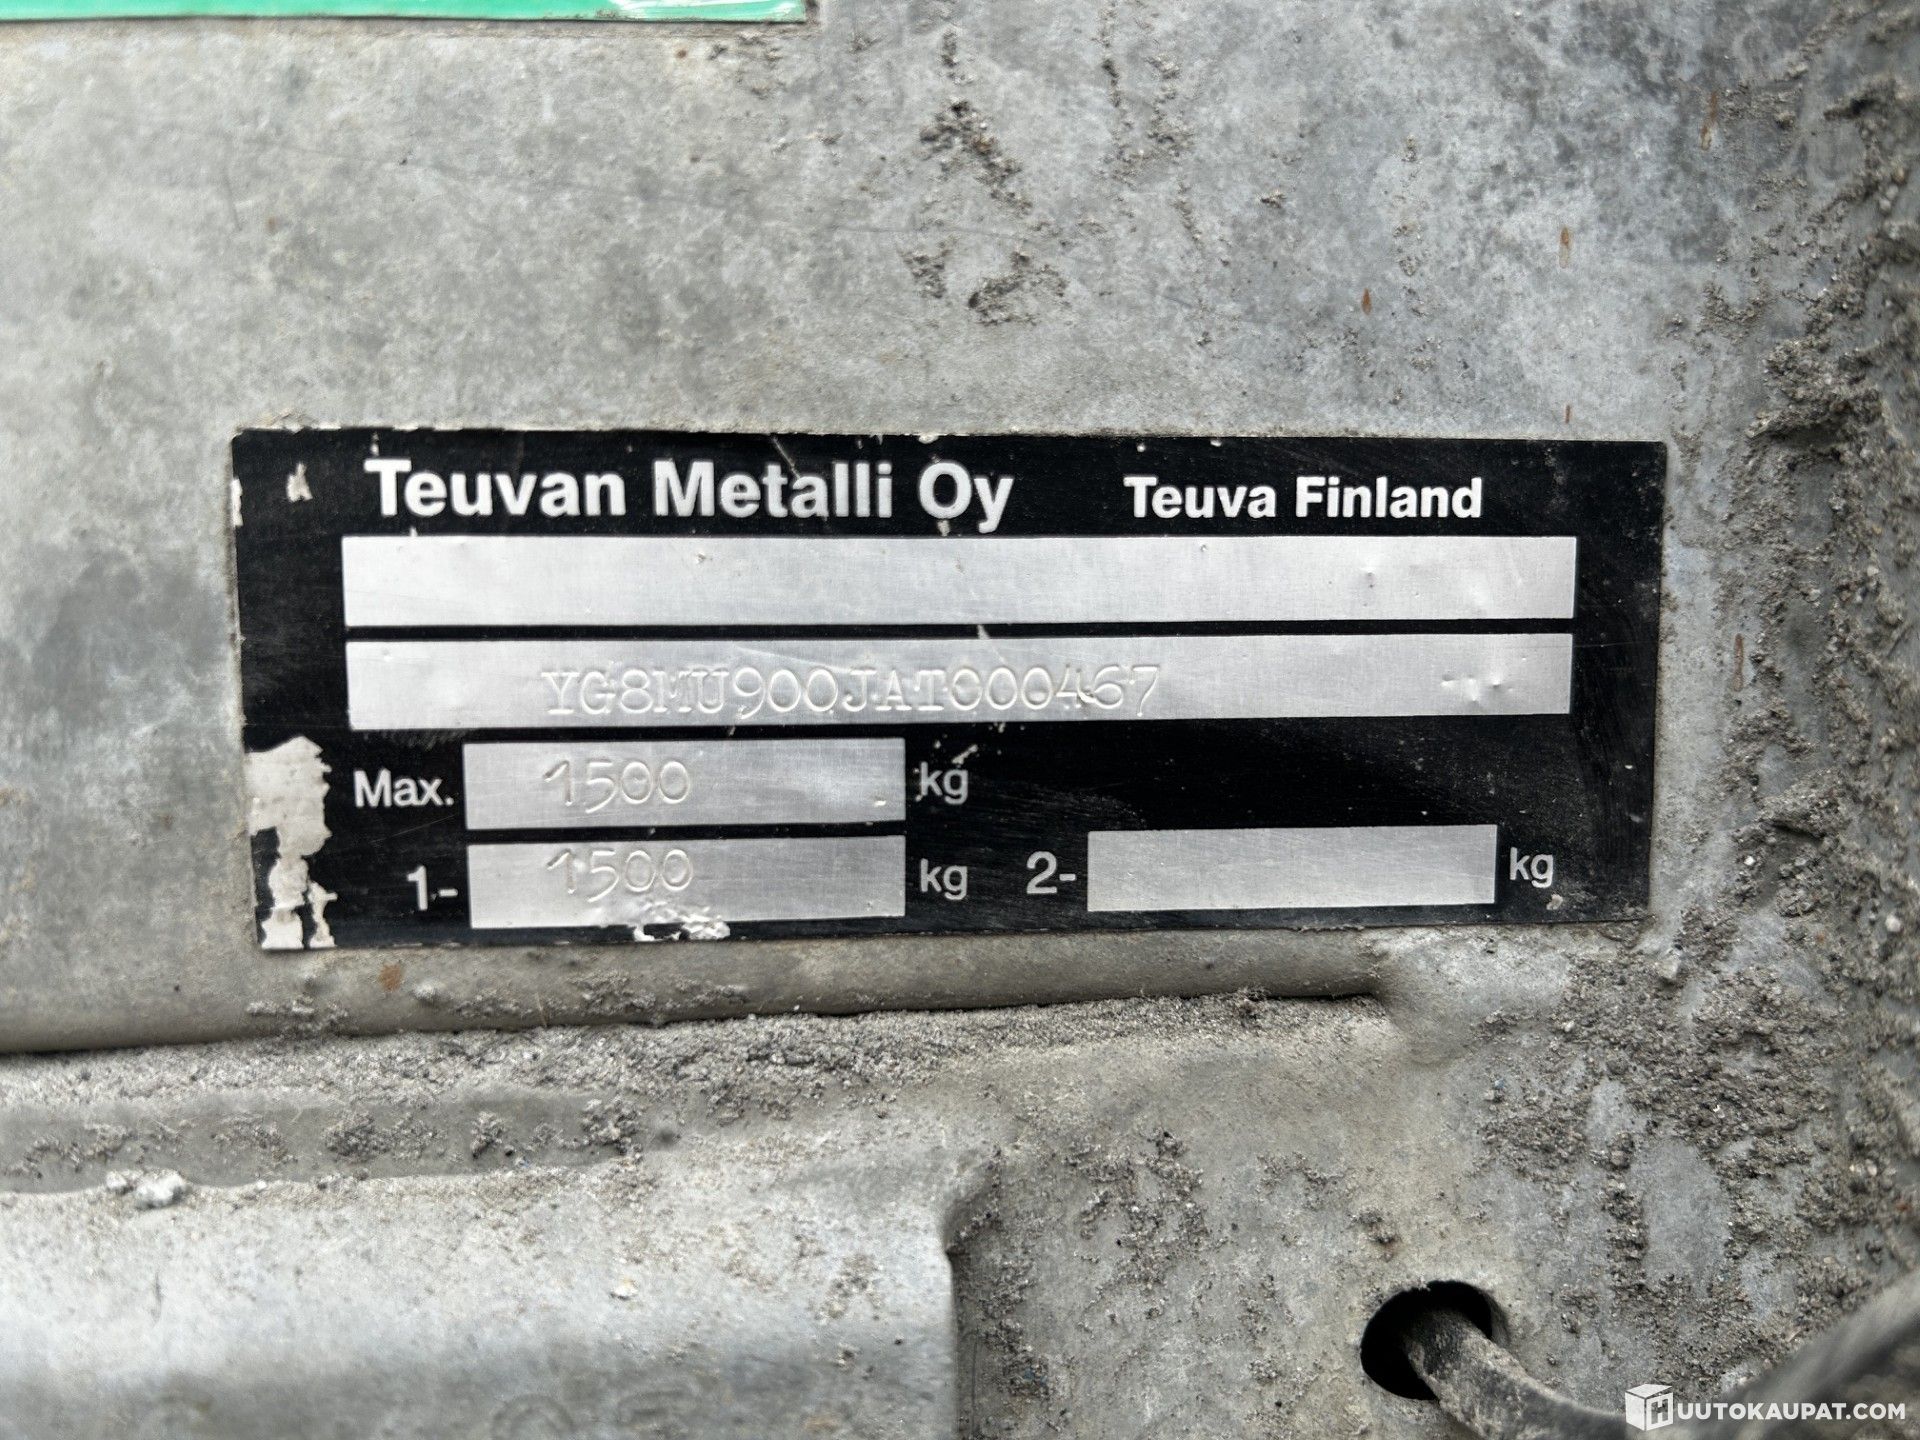 Teuvan Metalli Oy Teuva Finland
YG8MU900JAT000467
Max. 1500 kg
1- 1500 kg 2- kg
HUUTOKAUPAT.COM